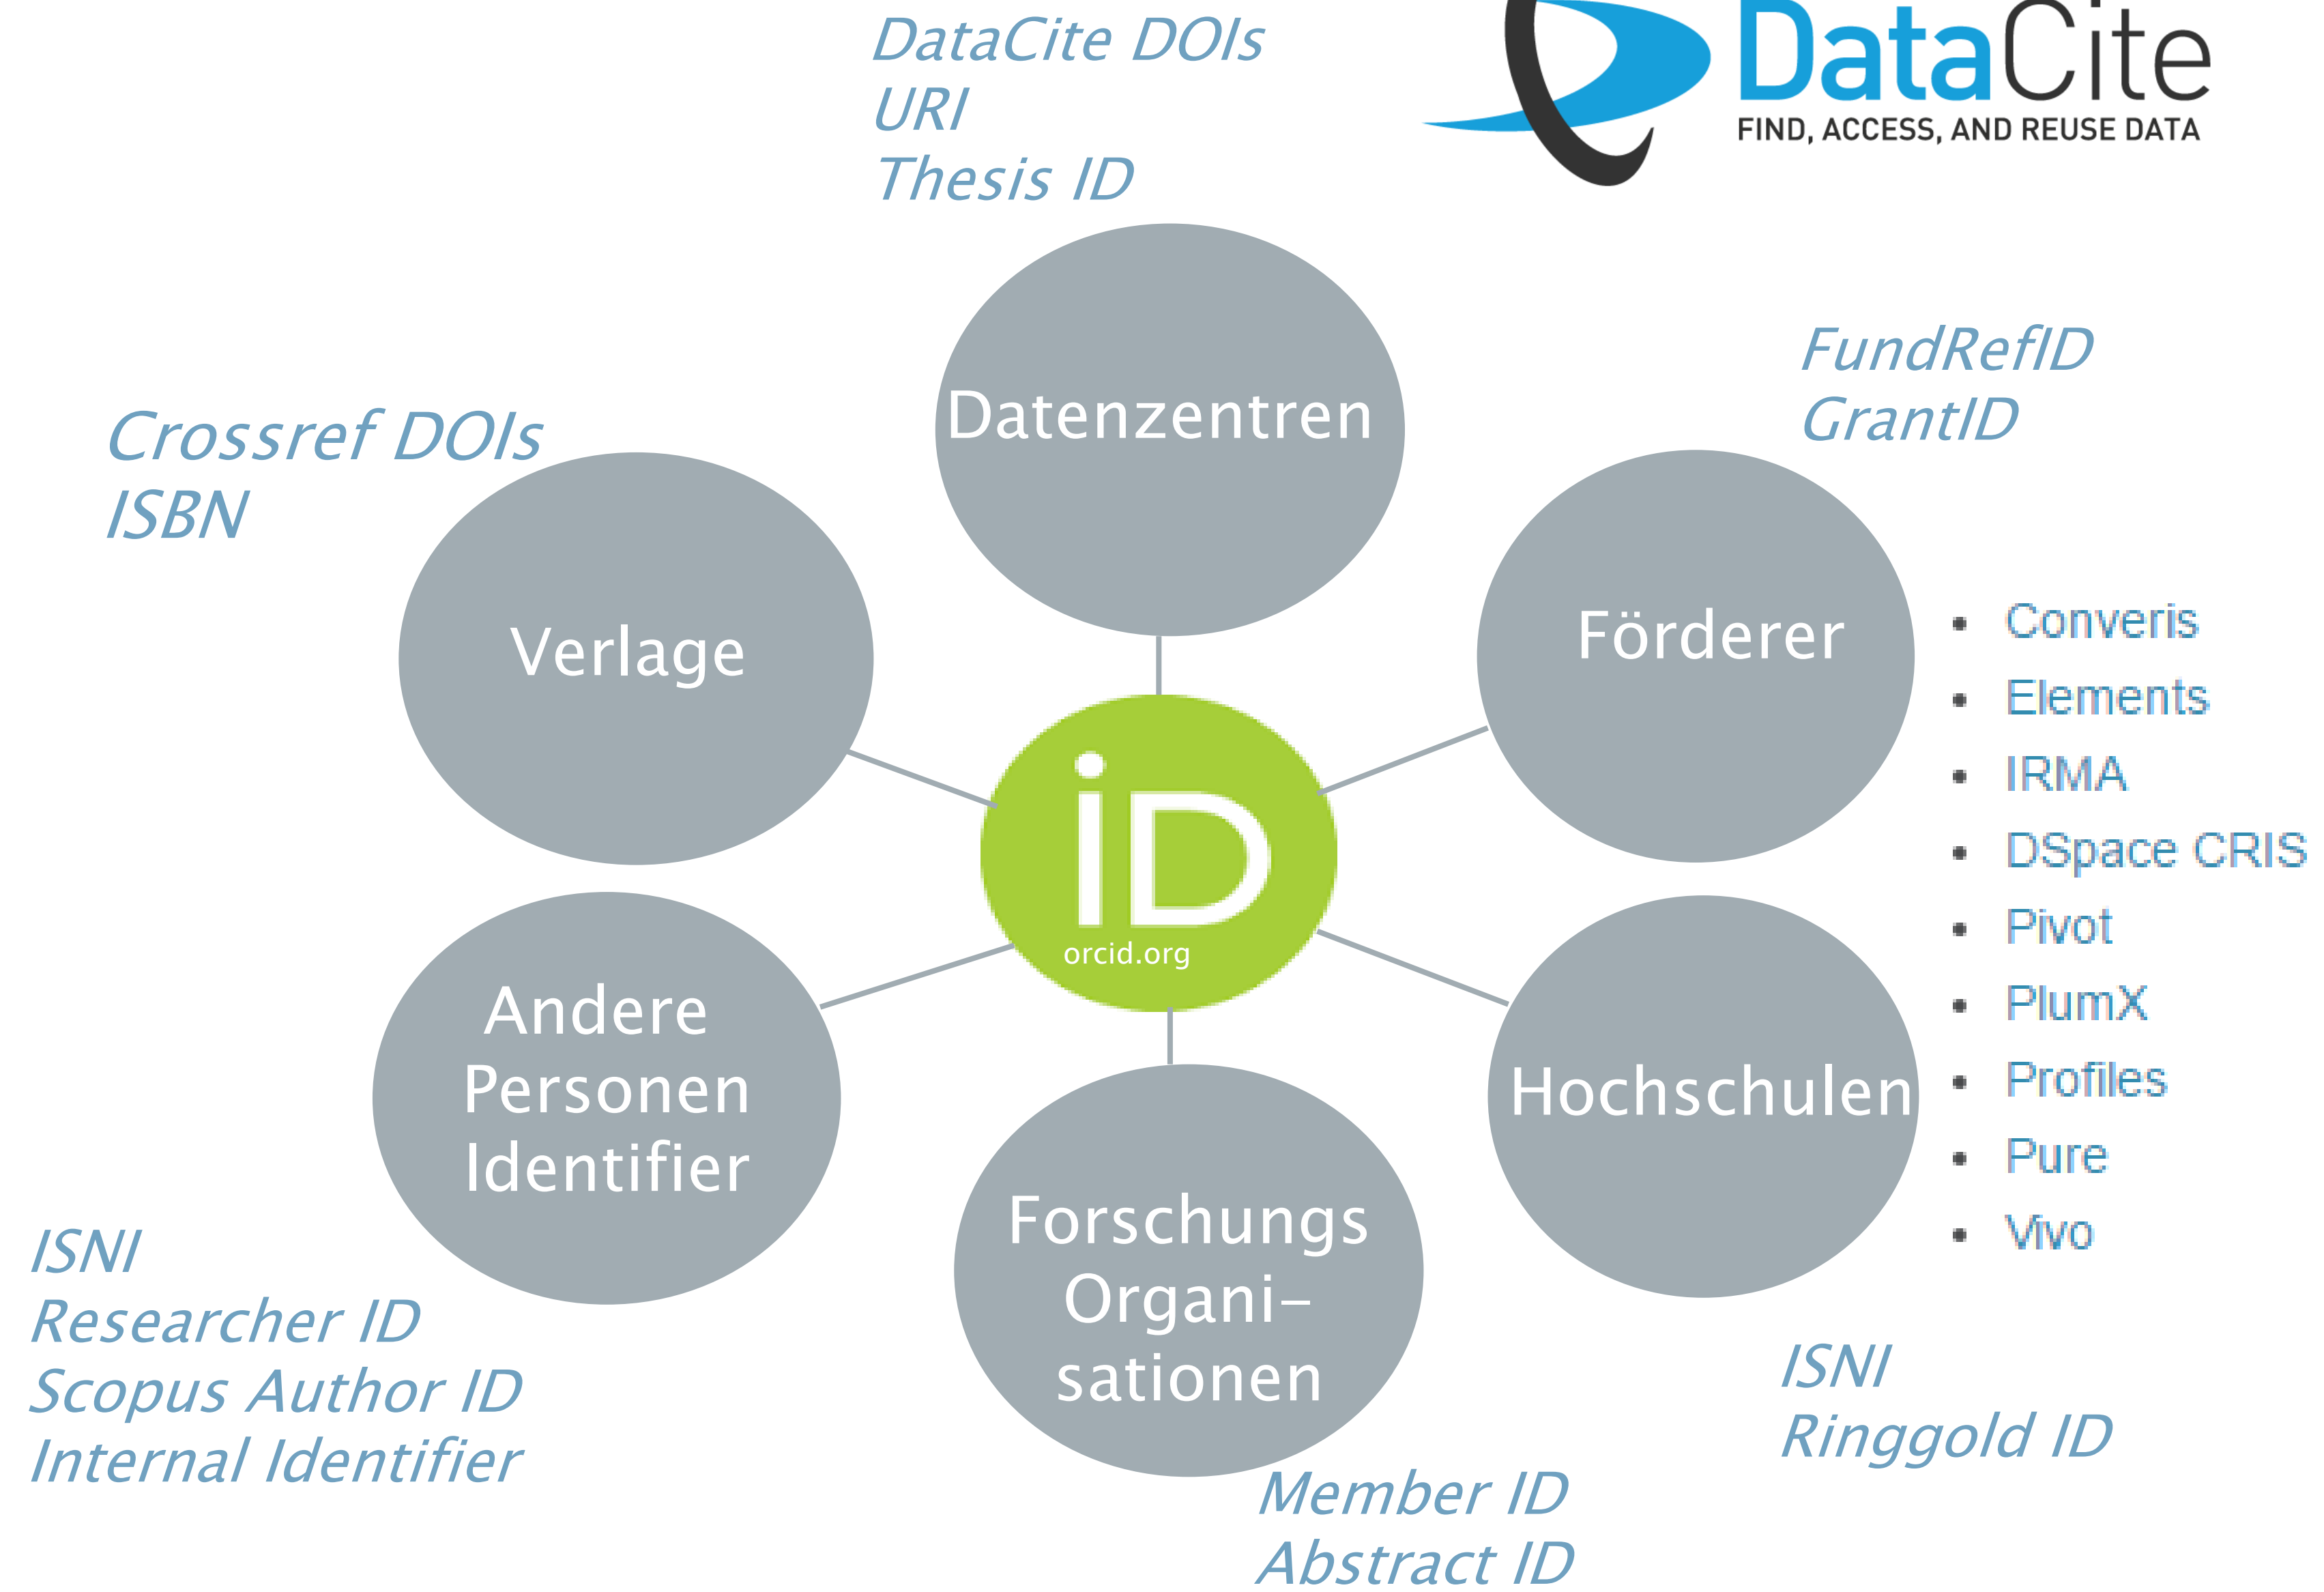 DataCite DOIs
URI
Thesis ID
DataCite
FIND, ACCESS, AND REUSE DATA
Datenzentren
FundRefID
GrantID
Crossref DOIs
ISBN
Verlage
Förderer
Converis
Elements
IRMA
DSpace CRIS
Pivot
PlumX
Profiles
Pure
Vivo
iD
orcid.org
Andere
Personen
Identifier
Hochschulen
Forschungs
Organi-
sationen
ISNI
Researcher ID
Scopus Author ID
Internal Identifier
ISNI
Ringgold ID
Member ID
Abstract ID